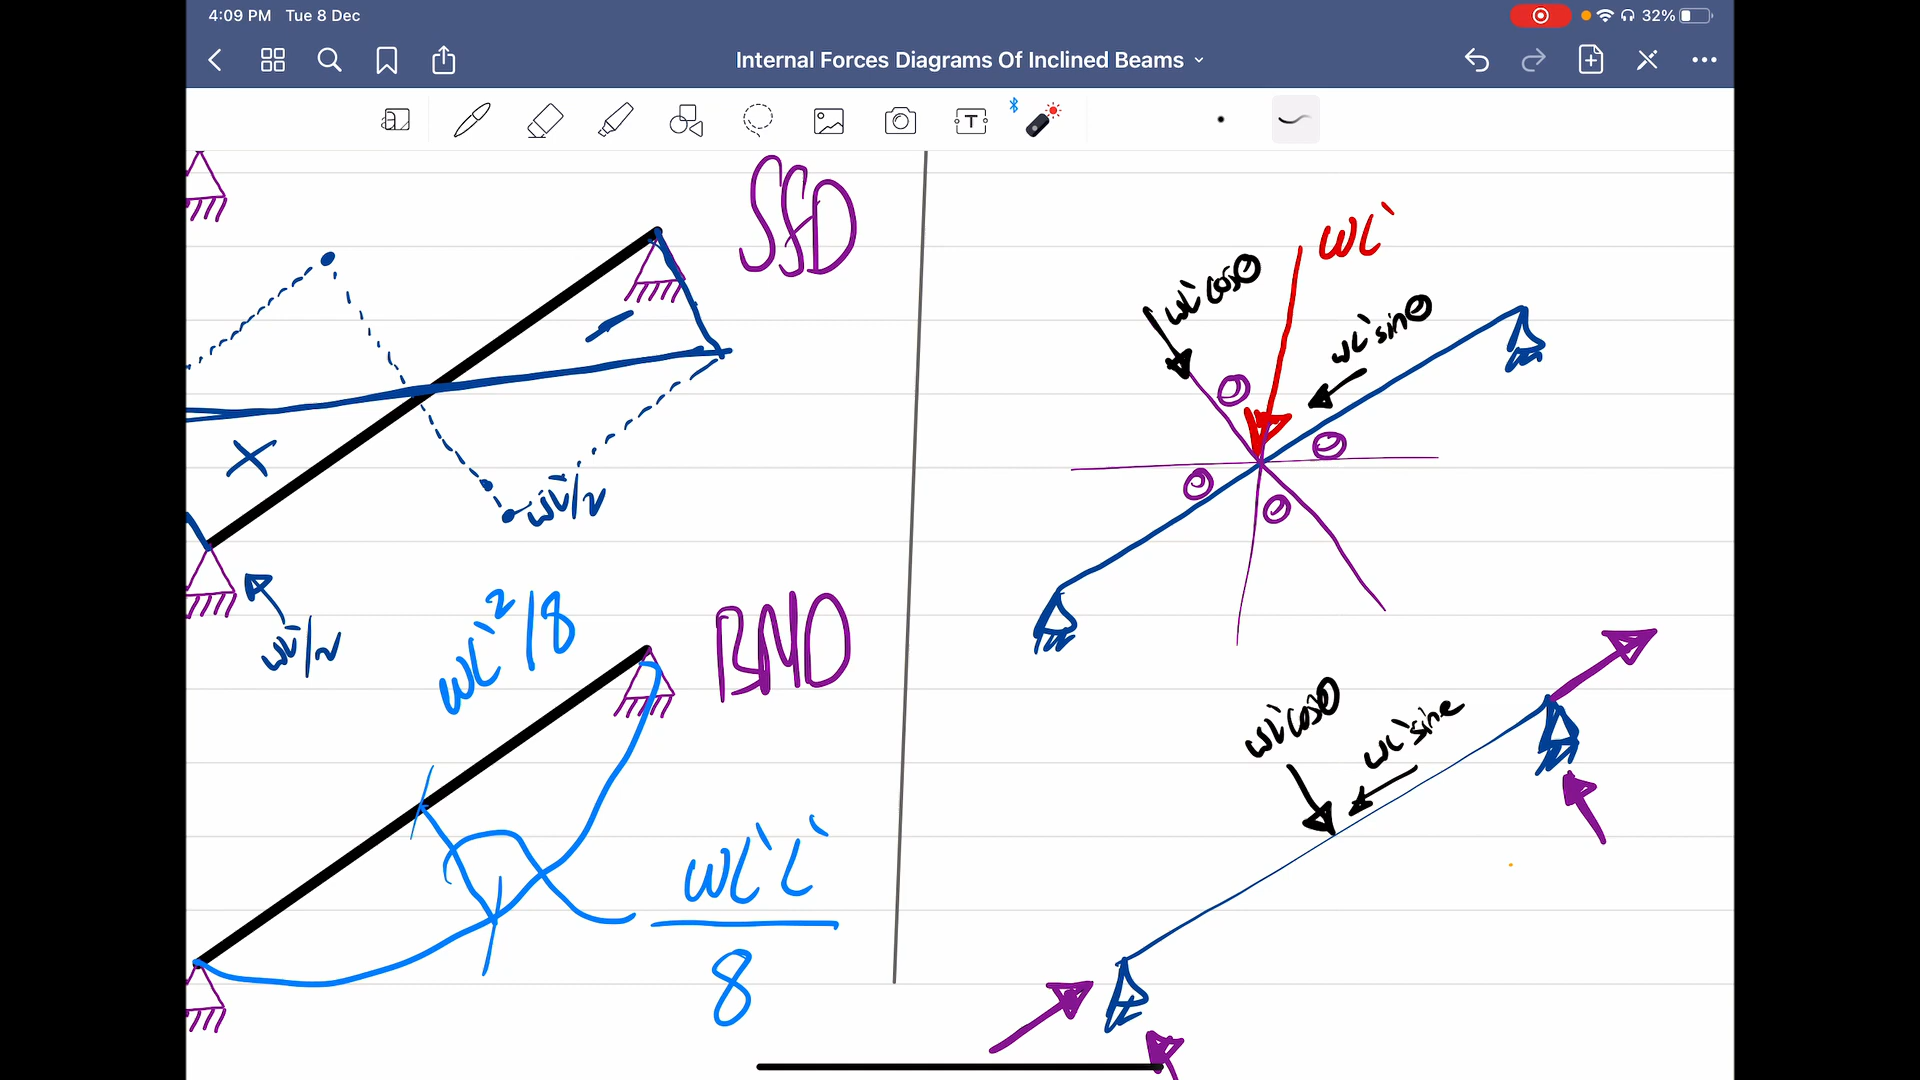 4:09 PM Tue 8 Dec
32%
Internal Forces Diagrams Of Inclined Beams
SFD
wL'/2
wL'/2
wL'²/8
BMD
wL'L'
8
wL'
wL'cosθ
wL'sinθ
θ
θ
θ
θ
wL'cosθ
wL'sinθ